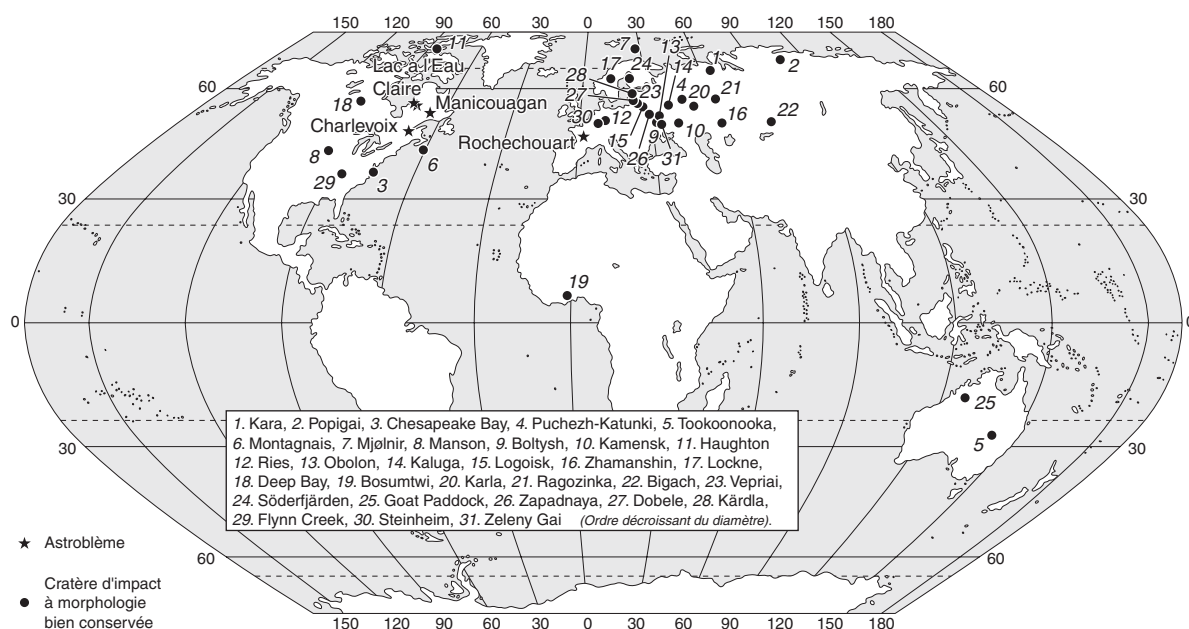 150 120 90 60 30 0 30 60 90 120 150 180
11
7
13
1
2
Lac à l'Eau
Claire
17 24
14
60
60
28
23
4 20 21
18
Manicouagan
27
22
Charlevoix
30 12
16
Rochechouart
15
9 10
8
6
26 31
29 3
30
30
19
0
0
25
5
1. Kara, 2. Popigai, 3. Chesapeake Bay, 4. Puchezh-Katunki, 5. Tookoonooka,
6. Montagnais, 7. Mjølnir, 8. Manson, 9. Boltysh, 10. Kamensk, 11. Haughton
12. Ries, 13. Obolon, 14. Kaluga, 15. Logoisk, 16. Zhamanshin, 17. Lockne,
18. Deep Bay, 19. Bosumtwi, 20. Karla, 21. Ragozinka, 22. Bigach, 23. Vepriai,
24. Söderfjärden, 25. Goat Paddock, 26. Zapadnaya, 27. Dobele, 28. Kärdla,
29. Flynn Creek, 30. Steinheim, 31. Zeleny Gai (Ordre décroissant du diamètre).
30
Astroblème
60
60
Cratère d'impact
à morphologie
bien conservée
150 120 90 60 30 0 30 60 90 120 150 180